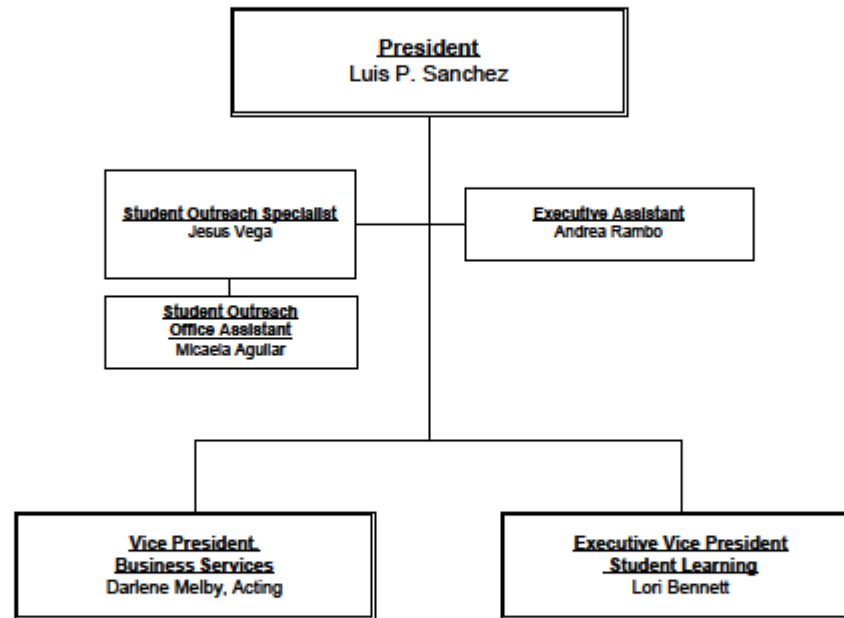 President
Luis P. Sanchez
Student Outreach Specialist
Jesus Vega
Executive Assistant
Andrea Rambo
Student Outreach
Office Assistant
Micaela Aguilar
Vice President,
Business Services
Darlene Melby, Acting
Executive Vice President
Student Learning
Lori Bennett